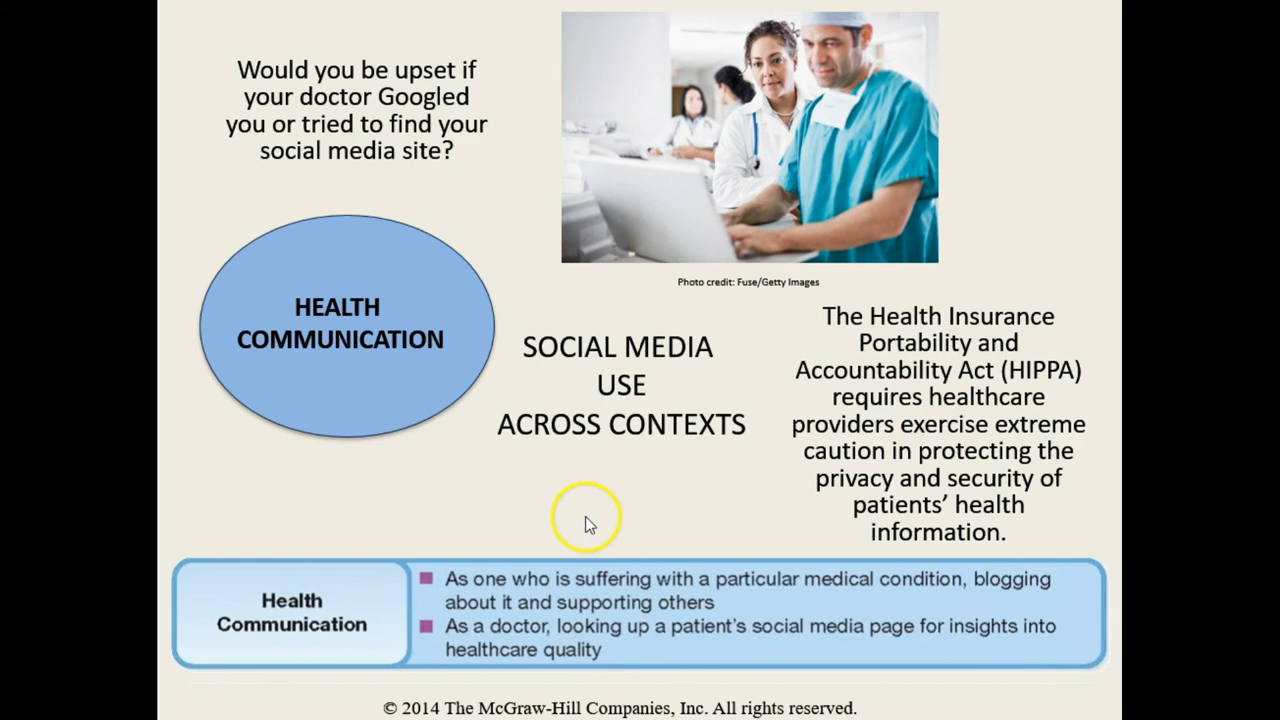 Would you be upset if
your doctor Googled
you or tried to find your
social media site?
Photo credit: Fuse/Getty Images
HEALTH
COMMUNICATION
SOCIAL MEDIA
USE
ACROSS CONTEXTS
The Health Insurance
Portability and
Accountability Act (HIPPA)
requires healthcare
providers exercise extreme
caution in protecting the
privacy and security of
patients’ health
information.
Health
Communication
As one who is suffering with a particular medical condition, blogging
about it and supporting others
As a doctor, looking up a patient's social media page for insights into
healthcare quality
© 2014 The McGraw-Hill Companies, Inc. All rights reserved.